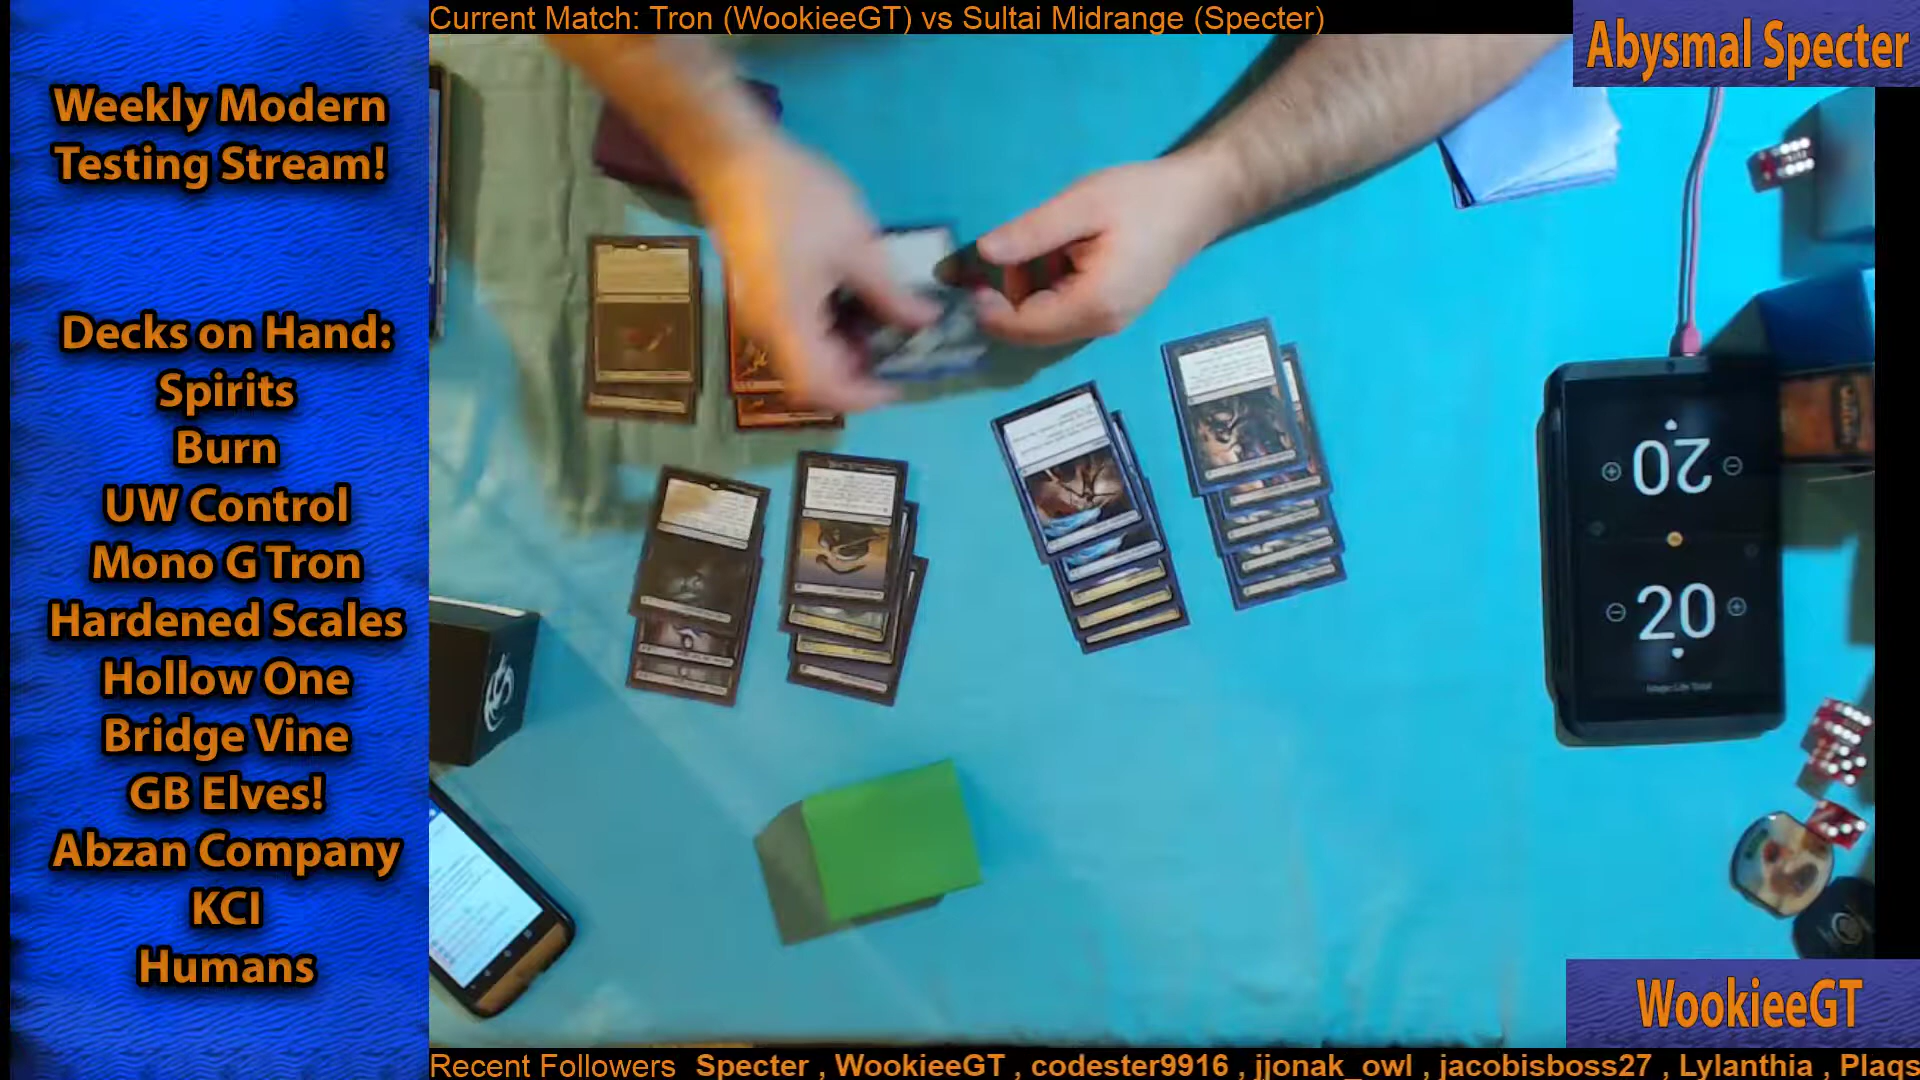 Current Match: Tron (WookieeGT) vs Sultai Midrange (Specter)
Abysmal Specter
Weekly Modern
Testing Stream!
Decks on Hand:
Spirits
Burn
UW Control
Mono G Tron
Hardened Scales
Hollow One
Bridge Vine
GB Elves!
Abzan Company
KCI
Humans
20
20
WookieeGT
Recent Followers Specter , WookieeGT , codester9916 , jjonak_owl , jacobisboss27 , Lylanthia , Plaqs